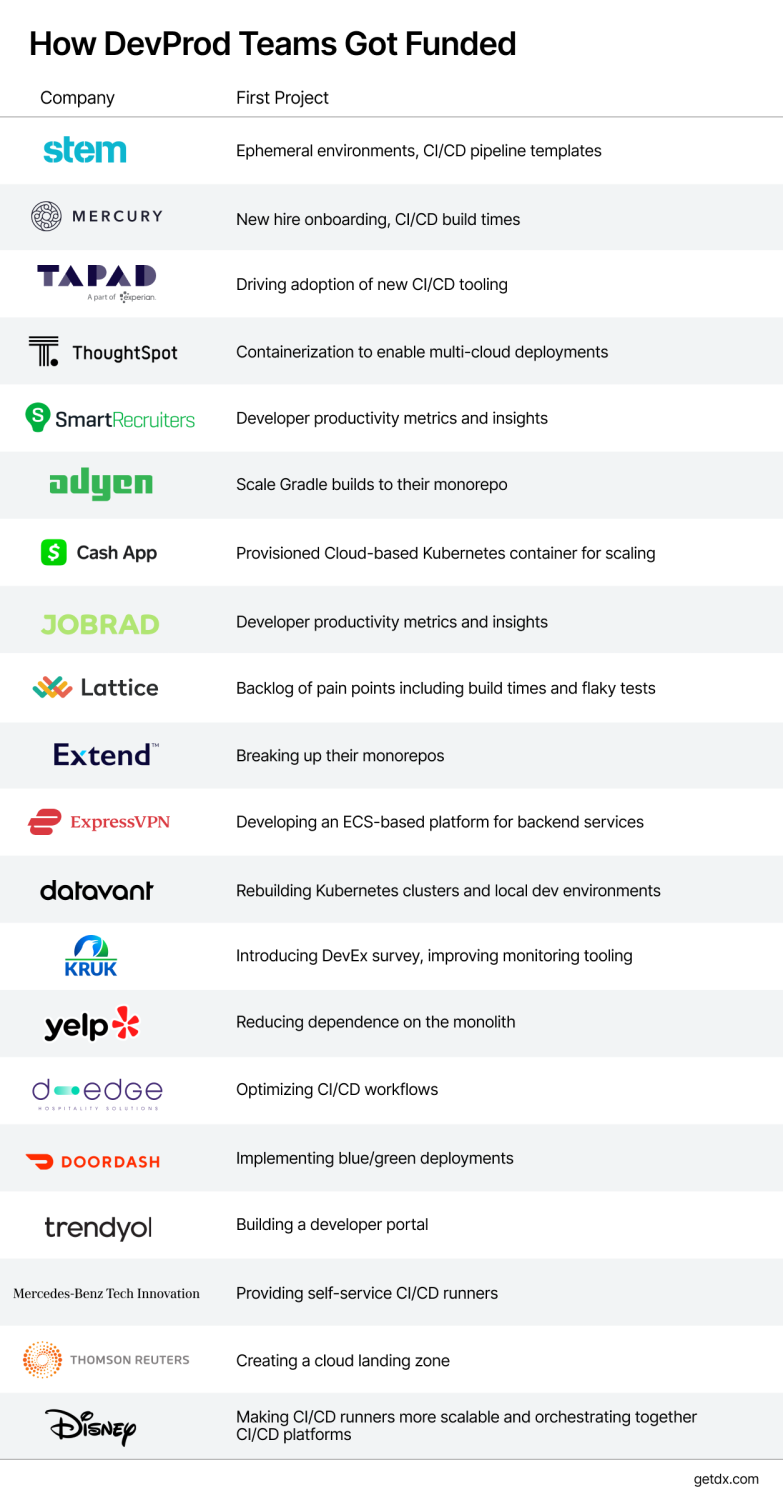 How DevProd Teams Got Funded
Company First Project
stem Ephemeral environments, CI/CD pipeline templates
MERCURY New hire onboarding, CI/CD build times
TAPAD Driving adoption of new CI/CD tooling
A part of experian.
ThoughtSpot Containerization to enable multi-cloud deployments
S SmartRecruiters Developer productivity metrics and insights
adyen Scale Gradle builds to their monorepo
$ Cash App Provisioned Cloud-based Kubernetes container for scaling
JOBRAD Developer productivity metrics and insights
Lattice Backlog of pain points including build times and flaky tests
Extend™ Breaking up their monorepos
ExpressVPN Developing an ECS-based platform for backend services
datavant Rebuilding Kubernetes clusters and local dev environments
KRUK Introducing DevEx survey, improving monitoring tooling
yelp Reducing dependence on the monolith
d-edge Optimizing CI/CD workflows
HOSPITALITY SOLUTIONS
DOORDASH Implementing blue/green deployments
trendyol Building a developer portal
Mercedes-Benz Tech Innovation Providing self-service CI/CD runners
THOMSON REUTERS Creating a cloud landing zone
Disney Making CI/CD runners more scalable and orchestrating together
CI/CD platforms
getdx.com